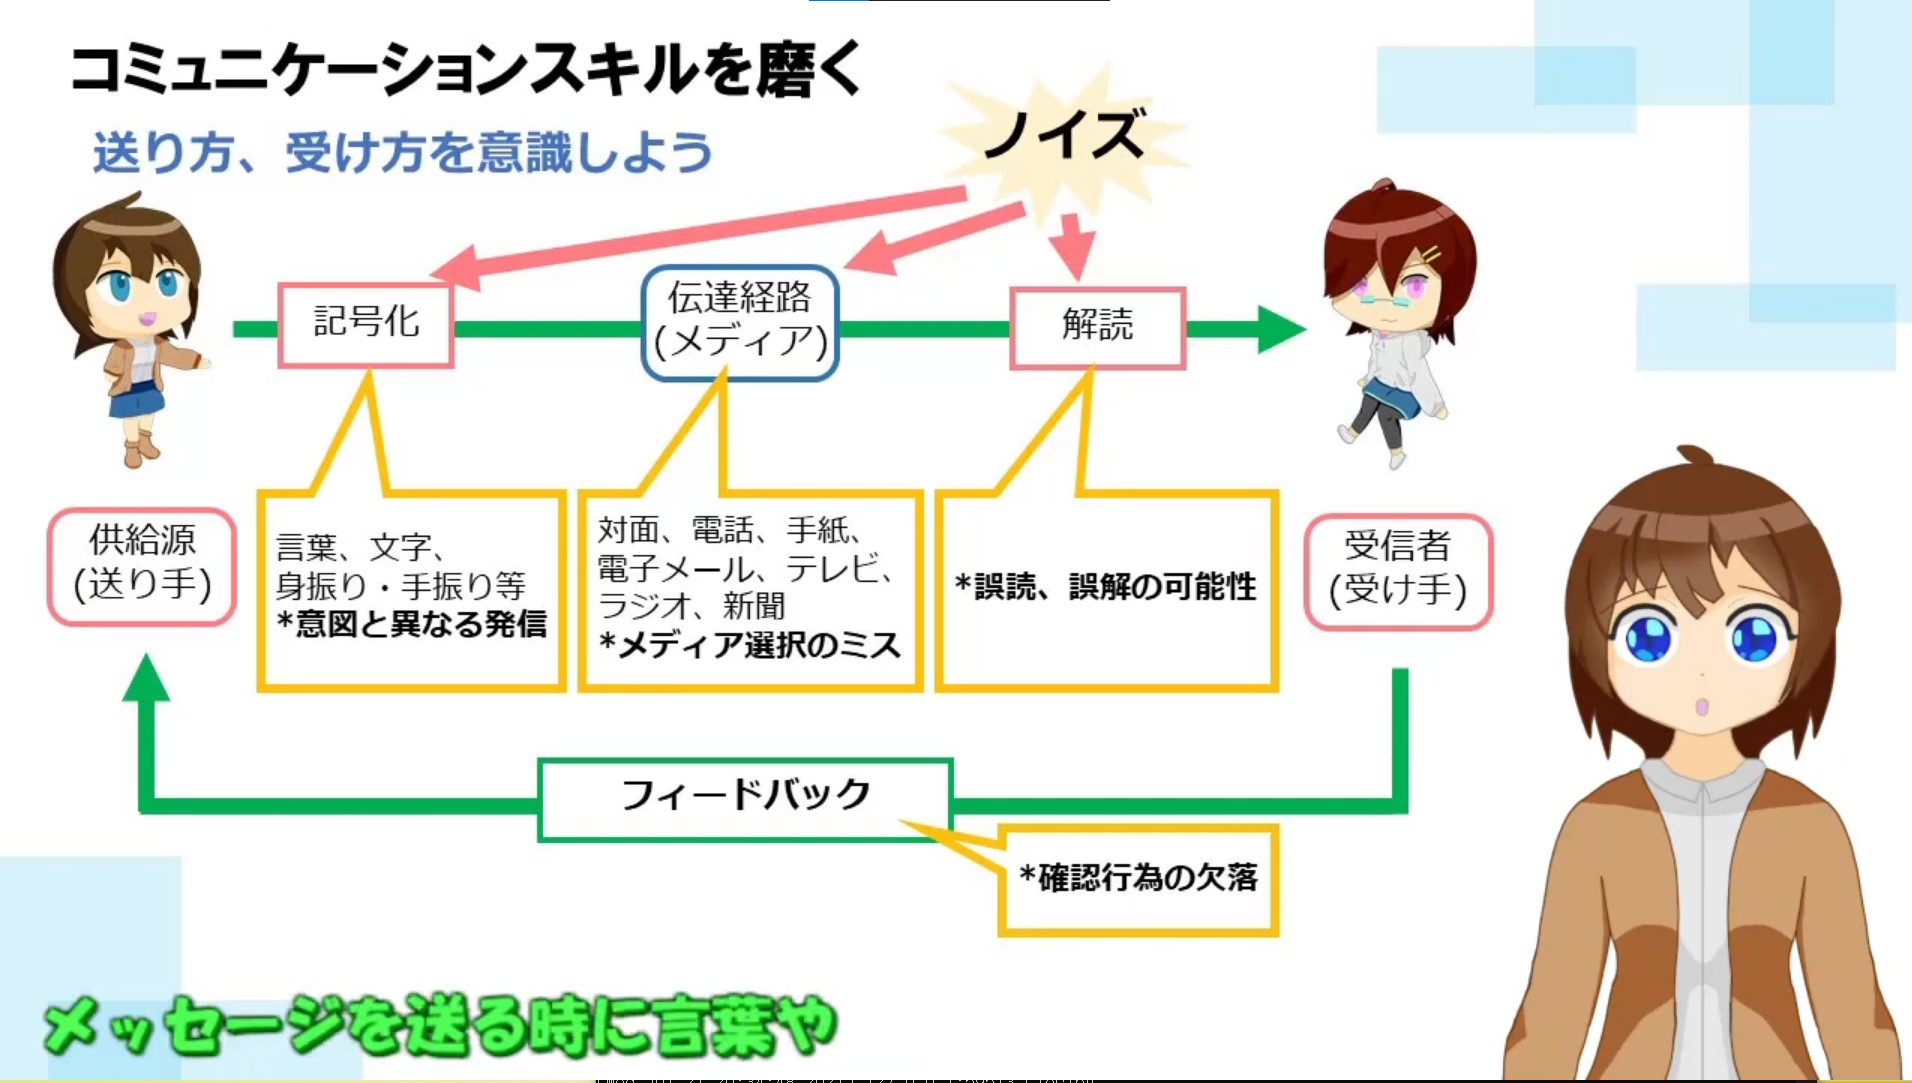 コミュニケーションスキルを磨く
送り方、受け方を意識しよう
ノイズ
記号化
伝達経路
(メディア)
解読
供給源
(送り手)
言葉、文字、
身振り・手振り等
*意図と異なる発信
対面、電話、手紙、
電子メール、テレビ、
ラジオ、新聞
*メディア選択のミス
*誤読、誤解の可能性
受信者
(受け手)
フィードバック
*確認行為の欠落
メッセージを送る時に言葉や